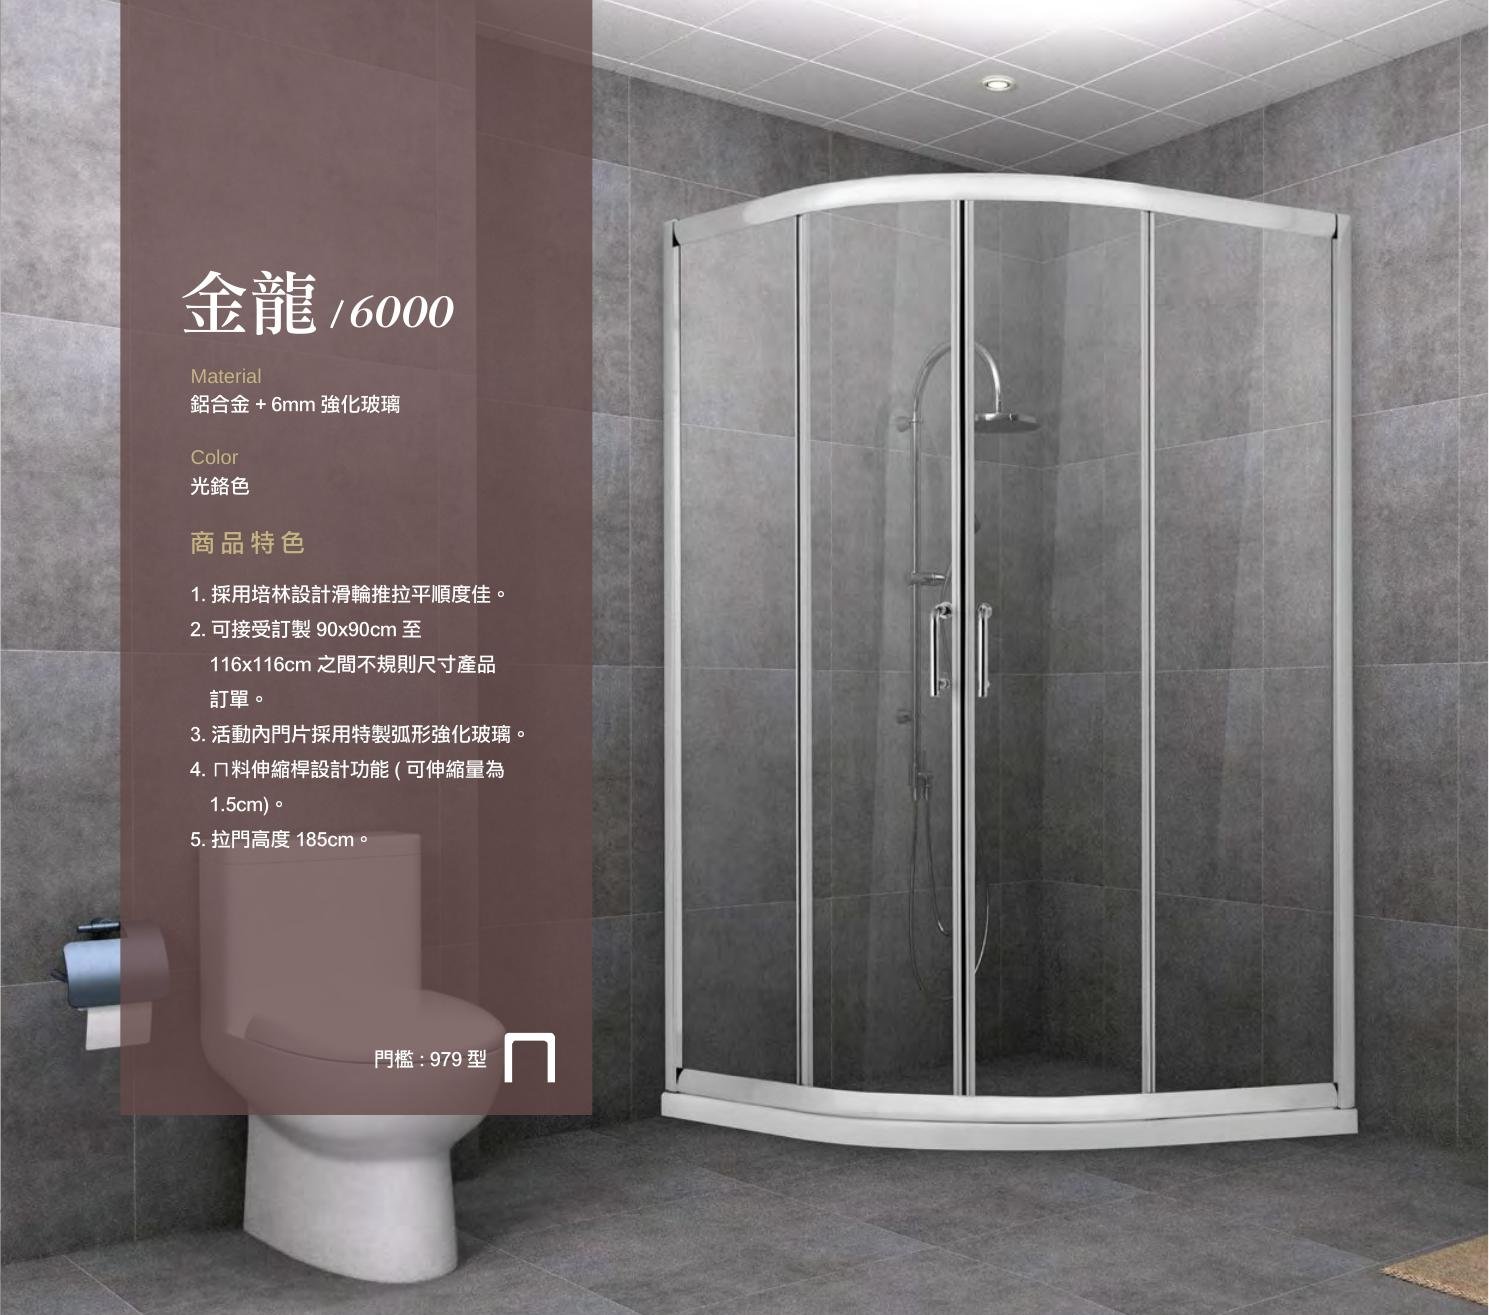 金龍 / 6000
Material
鋁合金 + 6mm 強化玻璃
Color
光鉻色
商品特色
1. 採用培林設計滑輪推拉平順度佳。
2. 可接受訂製 90x90cm 至
116x116cm 之間不規則尺寸產品
訂單。
3. 活動內門片採用特製弧形強化玻璃。
4. ㄇ料伸縮桿設計功能 ( 可伸縮量為
1.5cm)。
5. 拉門高度 185cm。
門檻 : 979 型